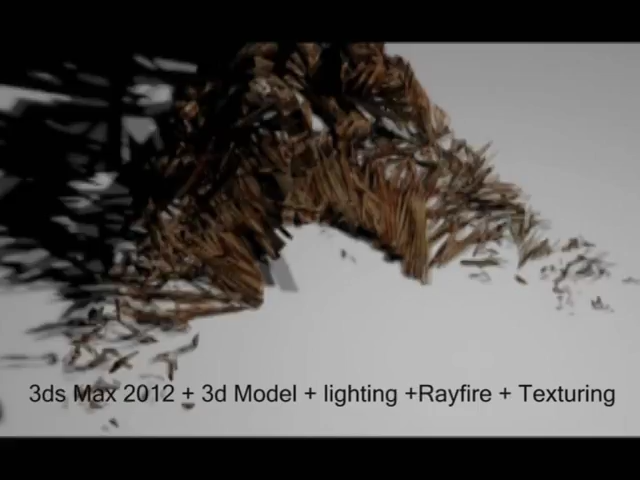 3ds Max 2012 + 3d Model + lighting +Rayfire + Texturing